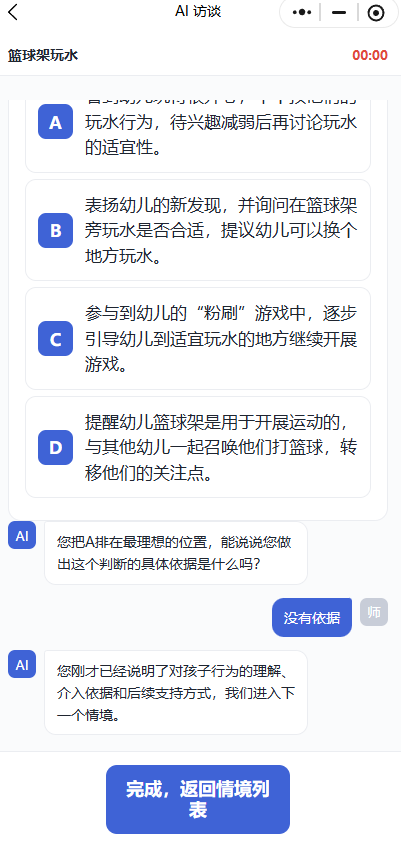 AI 访谈
篮球架玩水
00:00
A
玩水行为，待兴趣减弱后再讨论玩水
的适宜性。
B
表扬幼儿的新发现，并询问在篮球架
旁玩水是否合适，提议幼儿可以换个
地方玩水。
C
参与到幼儿的“粉刷”游戏中，逐步
引导幼儿到适宜玩水的地方继续开展
游戏。
D
提醒幼儿篮球架是用于开展运动的，
与其他幼儿一起召唤他们打篮球，转
移他们的关注点。
AI
您把A排在最理想的位置，能说说您做
出这个判断的具体依据是什么吗？
没有依据
师
AI
您刚才已经说明了对孩子行为的理解、
介入依据和后续支持方式，我们进入下
一个情境。
完成，返回情境列
表